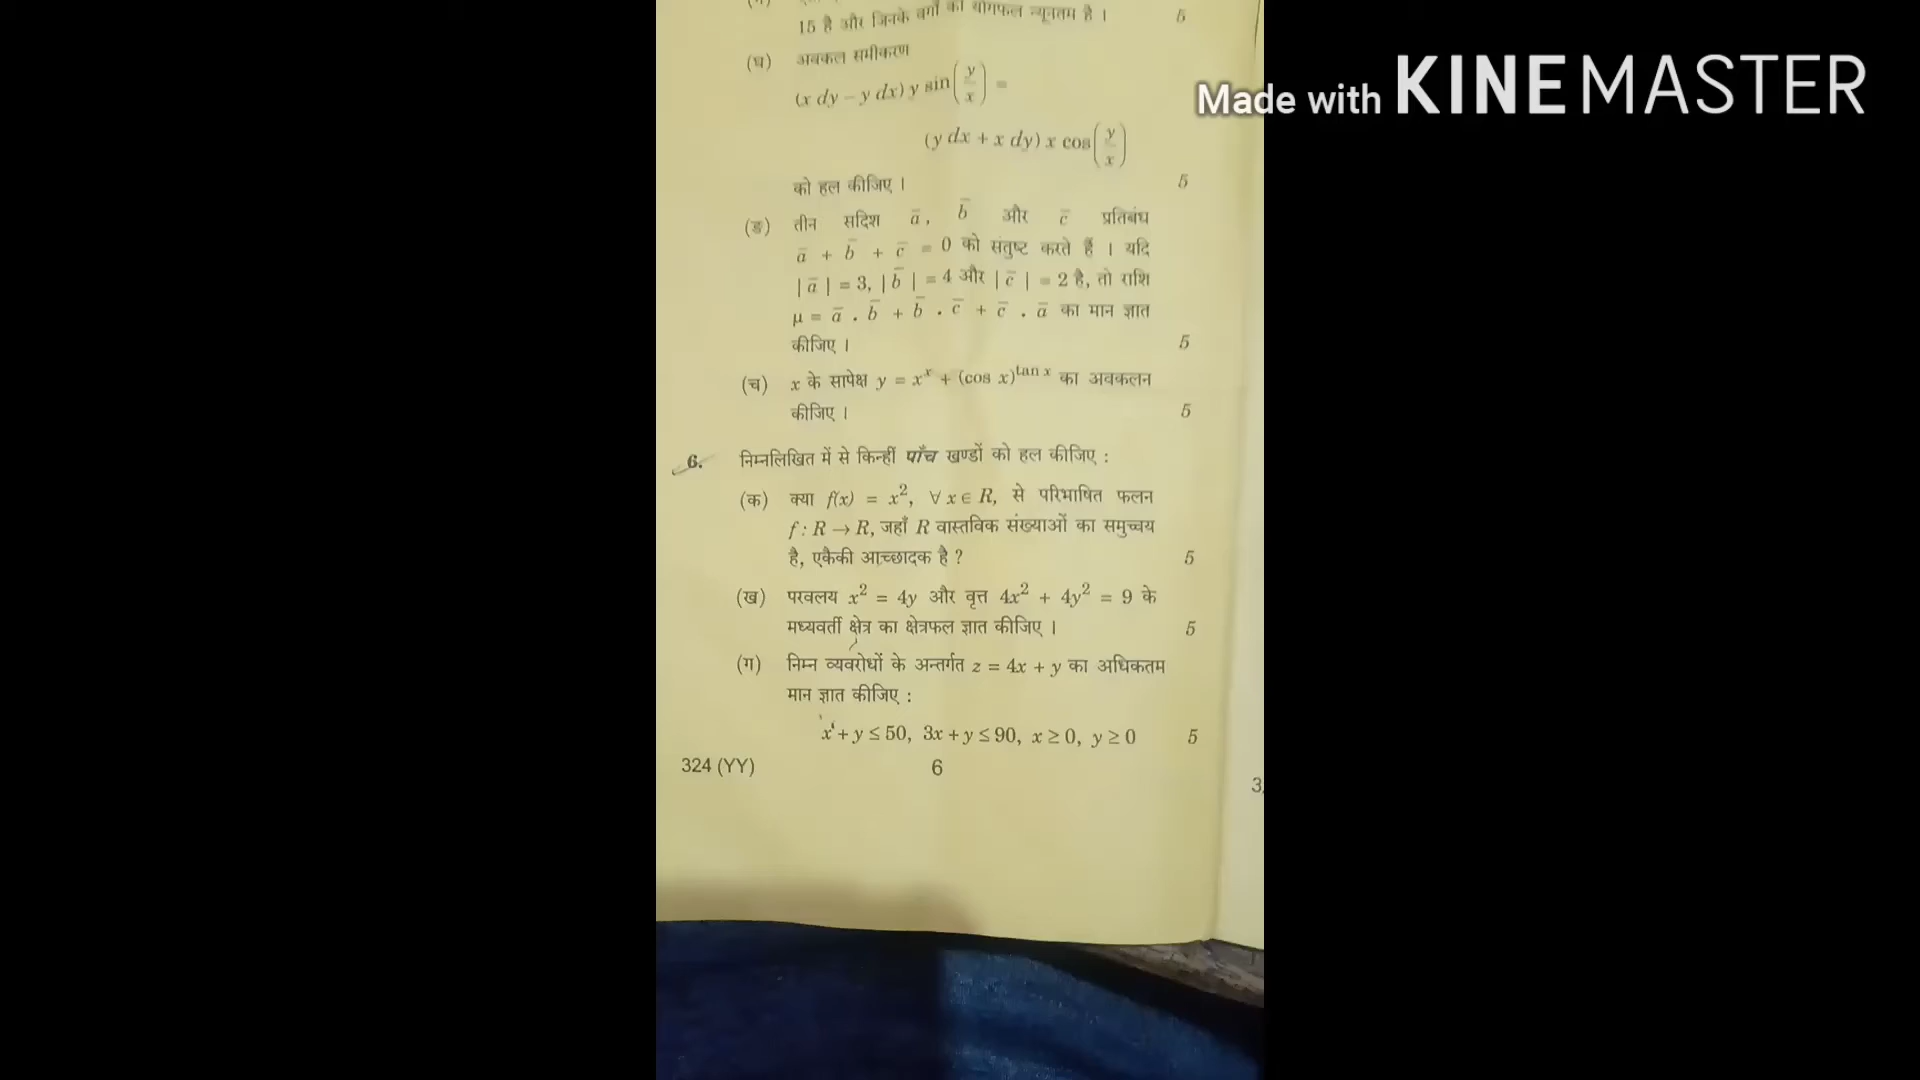 15 है और जिनके वर्गों का योगफल न्यूनतम है । 5
(घ) अवकल समीकरण
(x dy – y dx) y sin(y/x) =
(y dx + x dy) x cos(y/x)
को हल कीजिए । 5
(ङ) तीन सदिश a̅, b̅ और c̅ प्रतिबंध
a̅ + b̅ + c̅ = 0 को संतुष्ट करते हैं । यदि
|a̅| = 3, |b̅| = 4 और |c̅| = 2 है, तो राशि
μ = a̅ . b̅ + b̅ . c̅ + c̅ . a̅ का मान ज्ञात
कीजिए । 5
(च) x के सापेक्ष y = xˣ + (cos x)^tan x का अवकलन
कीजिए । 5
6. निम्नलिखित में से किन्हीं पाँच खण्डों को हल कीजिए :
(क) क्या f(x) = x², ∀ x ∈ R, से परिभाषित फलन
f : R → R, जहाँ R वास्तविक संख्याओं का समुच्चय
है, एकैकी आच्छादक है ? 5
(ख) परवलय x² = 4y और वृत्त 4x² + 4y² = 9 के
मध्यवर्ती क्षेत्र का क्षेत्रफल ज्ञात कीजिए । 5
(ग) निम्न व्यवरोधों के अन्तर्गत z = 4x + y का अधिकतम
मान ज्ञात कीजिए :
x + y ≤ 50, 3x + y ≤ 90, x ≥ 0, y ≥ 0 5
324 (YY) 6
Made with KINEMASTER